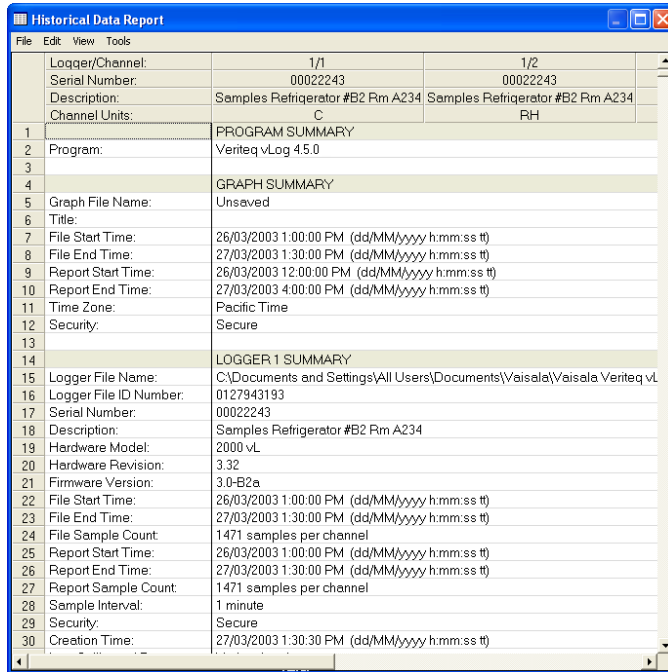 Historical Data Report
File Edit View Tools
Logger/Channel: 1/1 1/2
Serial Number: 00022243 00022243
Description: Samples Refrigerator #B2 Rm A234 Samples Refrigerator #B2 Rm A234
Channel Units: C RH
1 PROGRAM SUMMARY
2 Program: Veriteq vLog 4.5.0
3
4 GRAPH SUMMARY
5 Graph File Name: Unsaved
6 Title:
7 File Start Time: 26/03/2003 1:00:00 PM (dd/MM/yyyy h:mm:ss tt)
8 File End Time: 27/03/2003 1:30:00 PM (dd/MM/yyyy h:mm:ss tt)
9 Report Start Time: 26/03/2003 12:00:00 PM (dd/MM/yyyy h:mm:ss tt)
10 Report End Time: 27/03/2003 4:00:00 PM (dd/MM/yyyy h:mm:ss tt)
11 Time Zone: Pacific Time
12 Security: Secure
13
14 LOGGER 1 SUMMARY
15 Logger File Name: C:\Documents and Settings\All Users\Documents\Vaisala\Vaisala Veriteq vL
16 Logger File ID Number: 0127943193
17 Serial Number: 00022243
18 Description: Samples Refrigerator #B2 Rm A234
19 Hardware Model: 2000 vL
20 Hardware Revision: 3.32
21 Firmware Version: 3.0-B2a
22 File Start Time: 26/03/2003 1:00:00 PM (dd/MM/yyyy h:mm:ss tt)
23 File End Time: 27/03/2003 1:30:00 PM (dd/MM/yyyy h:mm:ss tt)
24 File Sample Count: 1471 samples per channel
25 Report Start Time: 26/03/2003 1:00:00 PM (dd/MM/yyyy h:mm:ss tt)
26 Report End Time: 27/03/2003 1:30:00 PM (dd/MM/yyyy h:mm:ss tt)
27 Report Sample Count: 1471 samples per channel
28 Sample Interval: 1 minute
29 Security: Secure
30 Creation Time: 27/03/2003 1:30:30 PM (dd/MM/yyyy h:mm:ss tt)